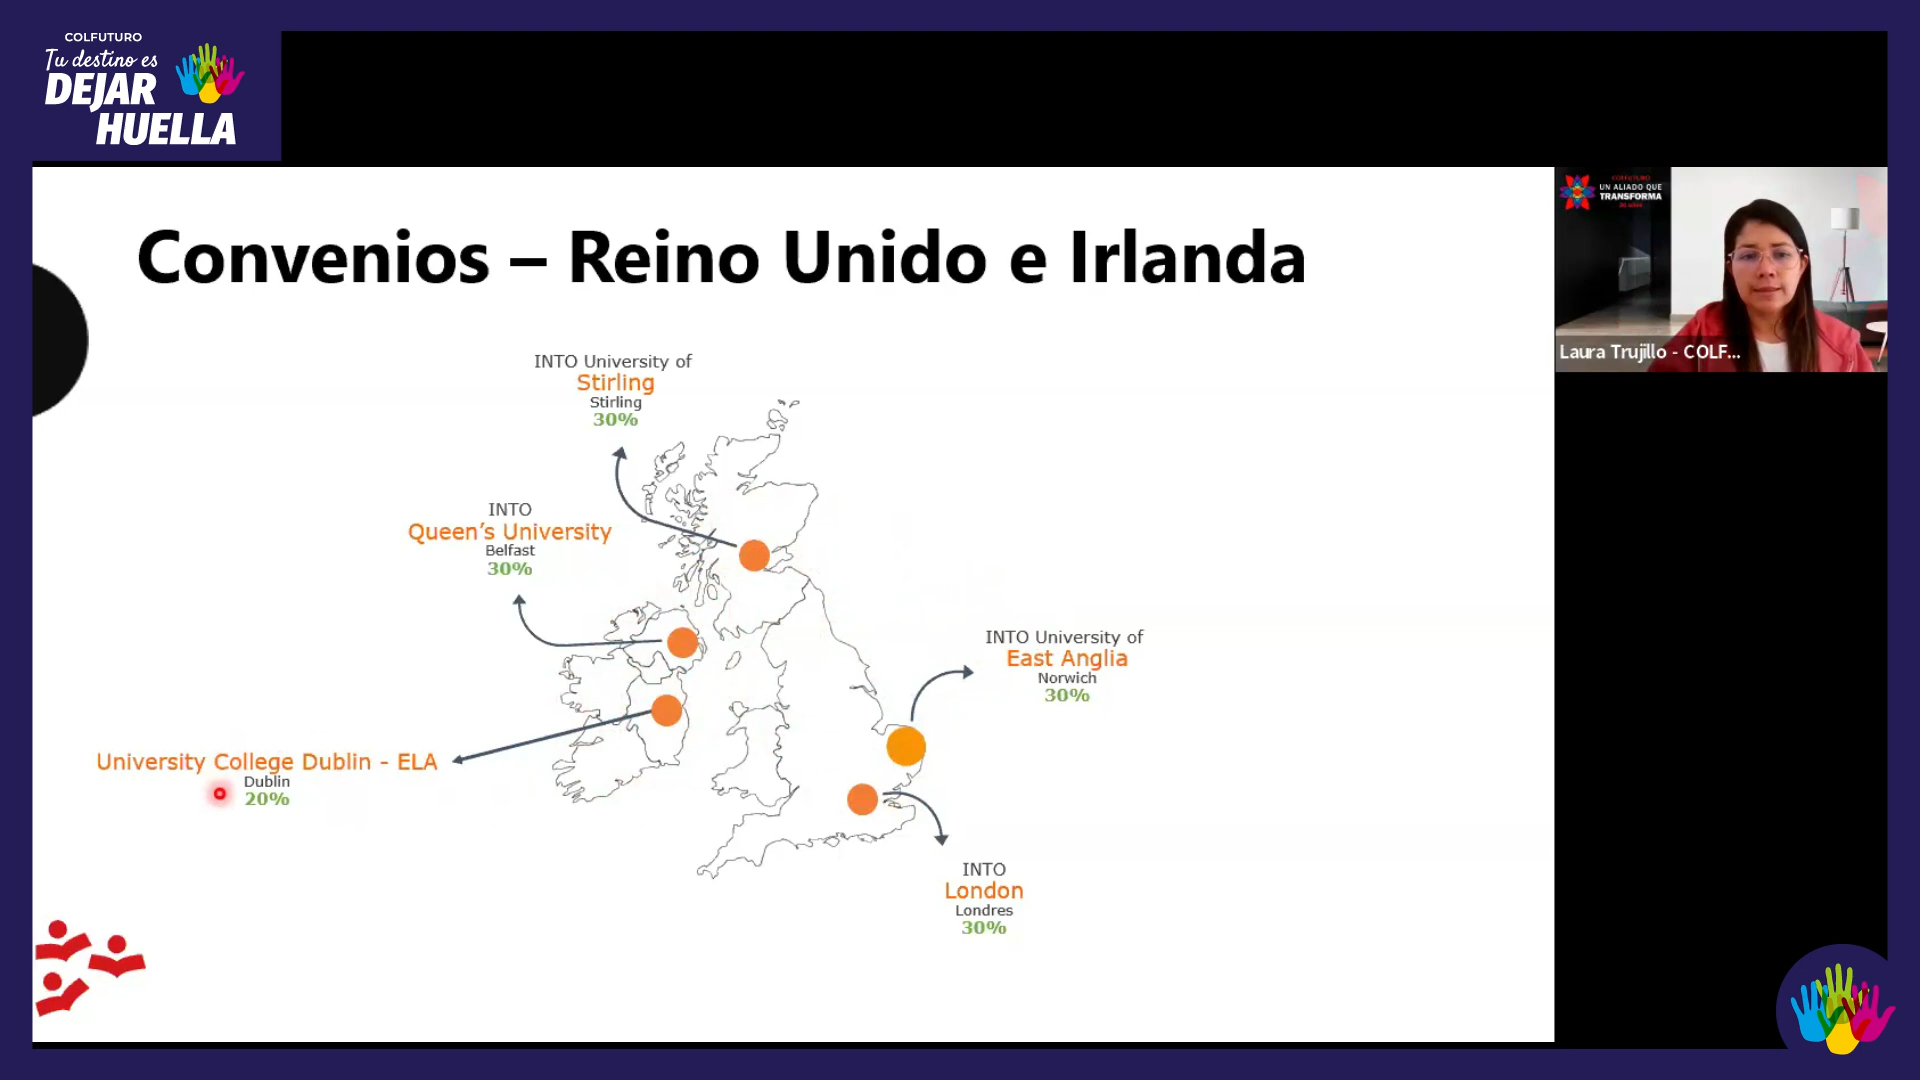 COLFUTURO
Tu destino es
DEJAR
HUELLA
Convenios – Reino Unido e Irlanda
INTO University of
Stirling
Stirling
30%
INTO
Queen’s University
Belfast
30%
University College Dublin - ELA
Dublin
20%
INTO University of
East Anglia
Norwich
30%
INTO
London
Londres
30%
COLFUTURO
UN ALIADO QUE
TRANSFORMA
Laura Trujillo - COLF...